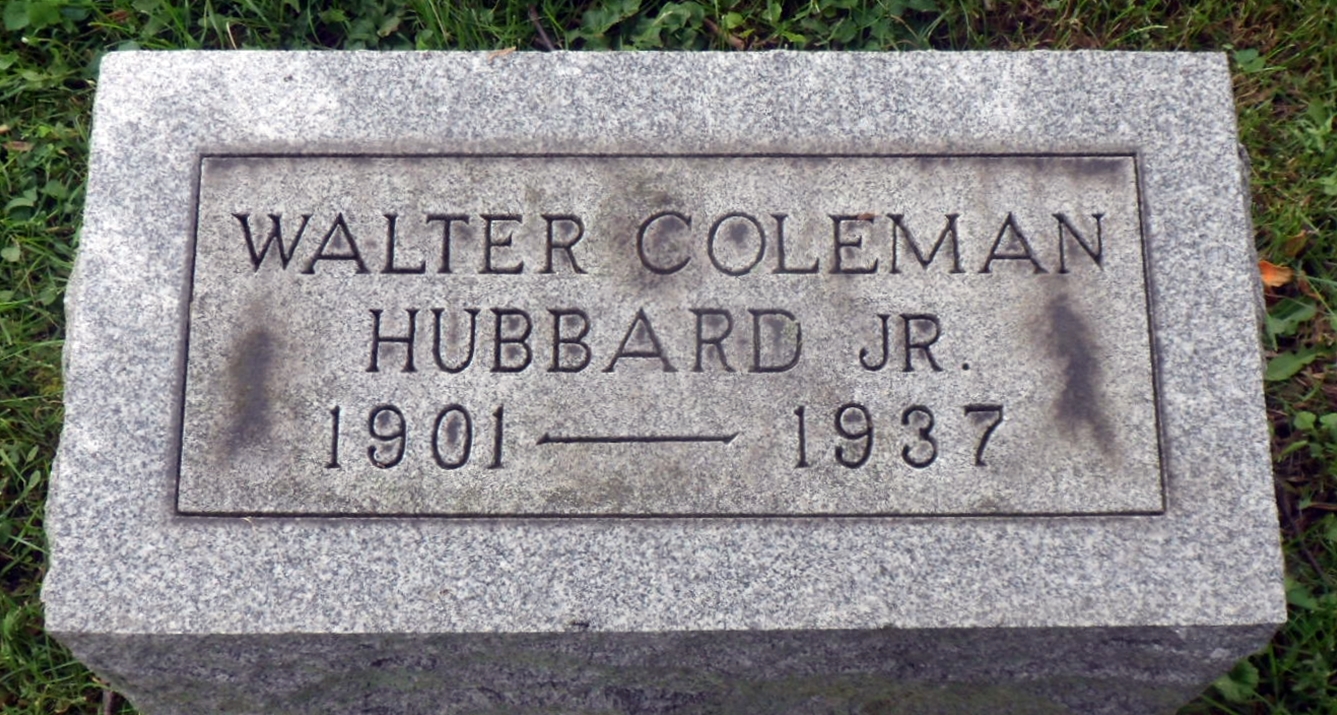 WALTER COLEMAN
HUBBARD JR.
1901 — 1937